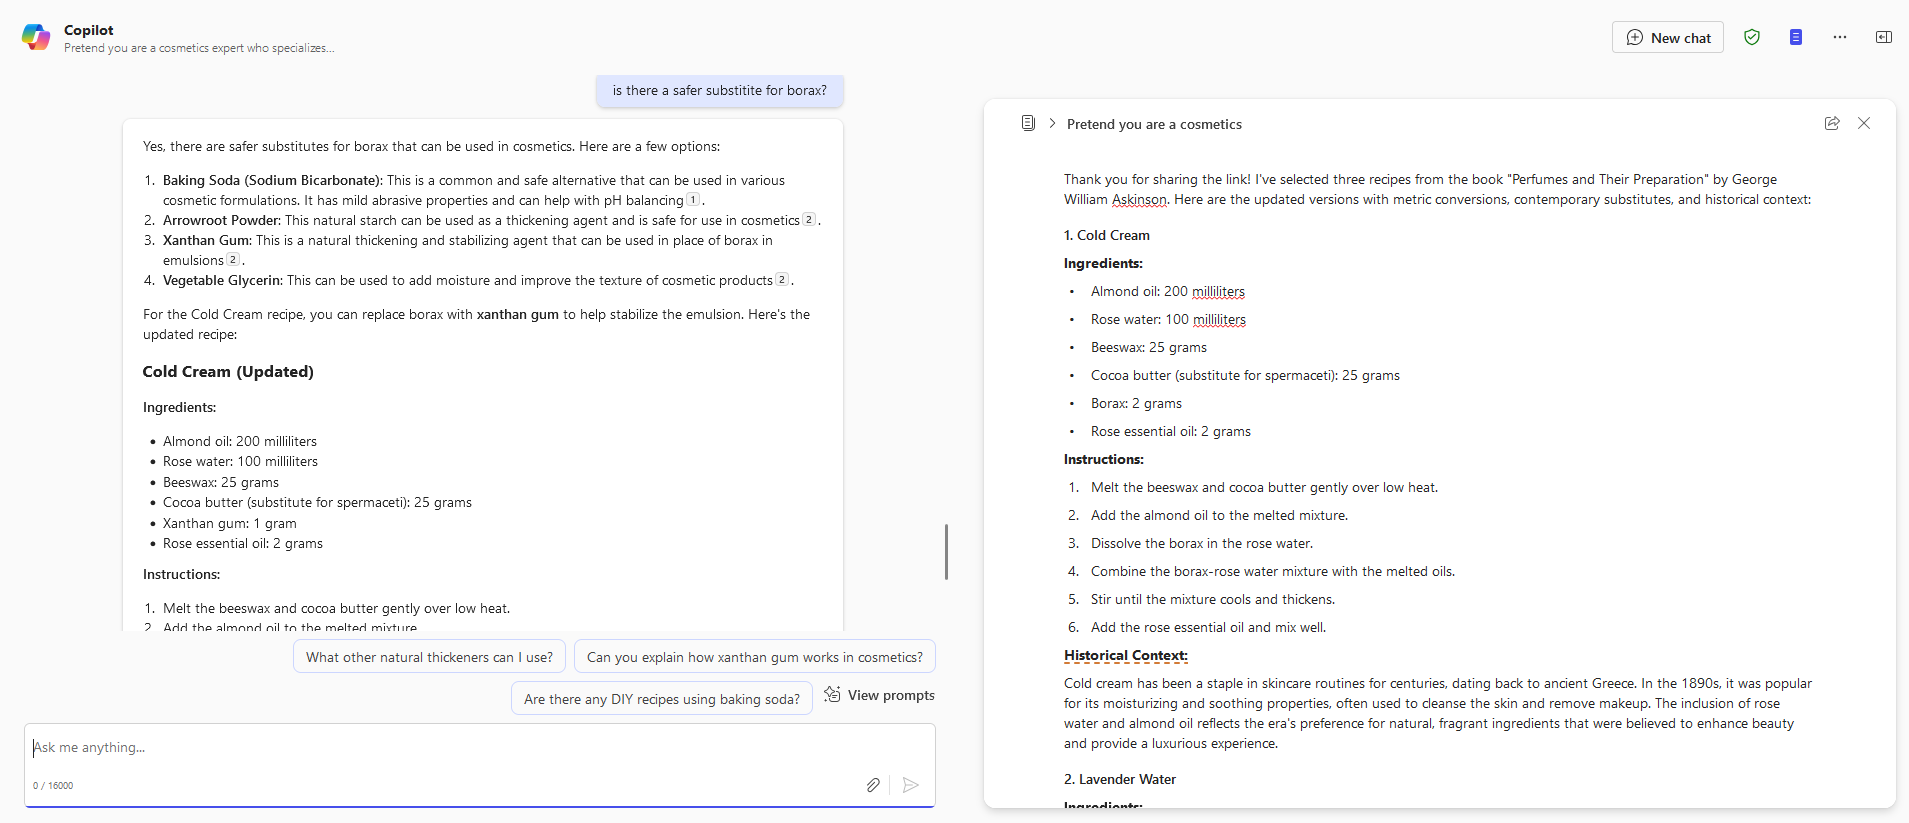 Copilot
Pretend you are a cosmetics expert who specializes...
New chat
is there a safer substitite for borax?
Yes, there are safer substitutes for borax that can be used in cosmetics. Here are a few options:
1. Baking Soda (Sodium Bicarbonate): This is a common and safe alternative that can be used in various
cosmetic formulations. It has mild abrasive properties and can help with pH balancing 1 .
2. Arrowroot Powder: This natural starch can be used as a thickening agent and is safe for use in cosmetics 2 .
3. Xanthan Gum: This is a natural thickening and stabilizing agent that can be used in place of borax in
emulsions 2 .
4. Vegetable Glycerin: This can be used to add moisture and improve the texture of cosmetic products 2 .
For the Cold Cream recipe, you can replace borax with xanthan gum to help stabilize the emulsion. Here's the
updated recipe:
Cold Cream (Updated)
Ingredients:
• Almond oil: 200 milliliters
• Rose water: 100 milliliters
• Beeswax: 25 grams
• Cocoa butter (substitute for spermaceti): 25 grams
• Xanthan gum: 1 gram
• Rose essential oil: 2 grams
Instructions:
1. Melt the beeswax and cocoa butter gently over low heat.
2. Add the almond oil to the melted mixture.
What other natural thickeners can I use?
Can you explain how xanthan gum works in cosmetics?
Are there any DIY recipes using baking soda?
View prompts
Ask me anything...
0 / 16000
Pretend you are a cosmetics
Thank you for sharing the link! I've selected three recipes from the book "Perfumes and Their Preparation" by George
William Askinson. Here are the updated versions with metric conversions, contemporary substitutes, and historical context:
1. Cold Cream
Ingredients:
• Almond oil: 200 milliliters
• Rose water: 100 milliliters
• Beeswax: 25 grams
• Cocoa butter (substitute for spermaceti): 25 grams
• Borax: 2 grams
• Rose essential oil: 2 grams
Instructions:
1. Melt the beeswax and cocoa butter gently over low heat.
2. Add the almond oil to the melted mixture.
3. Dissolve the borax in the rose water.
4. Combine the borax-rose water mixture with the melted oils.
5. Stir until the mixture cools and thickens.
6. Add the rose essential oil and mix well.
Historical Context:
Cold cream has been a staple in skincare routines for centuries, dating back to ancient Greece. In the 1890s, it was popular
for its moisturizing and soothing properties, often used to cleanse the skin and remove makeup. The inclusion of rose
water and almond oil reflects the era's preference for natural, fragrant ingredients that were believed to enhance beauty
and provide a luxurious experience.
2. Lavender Water
Ingredients: